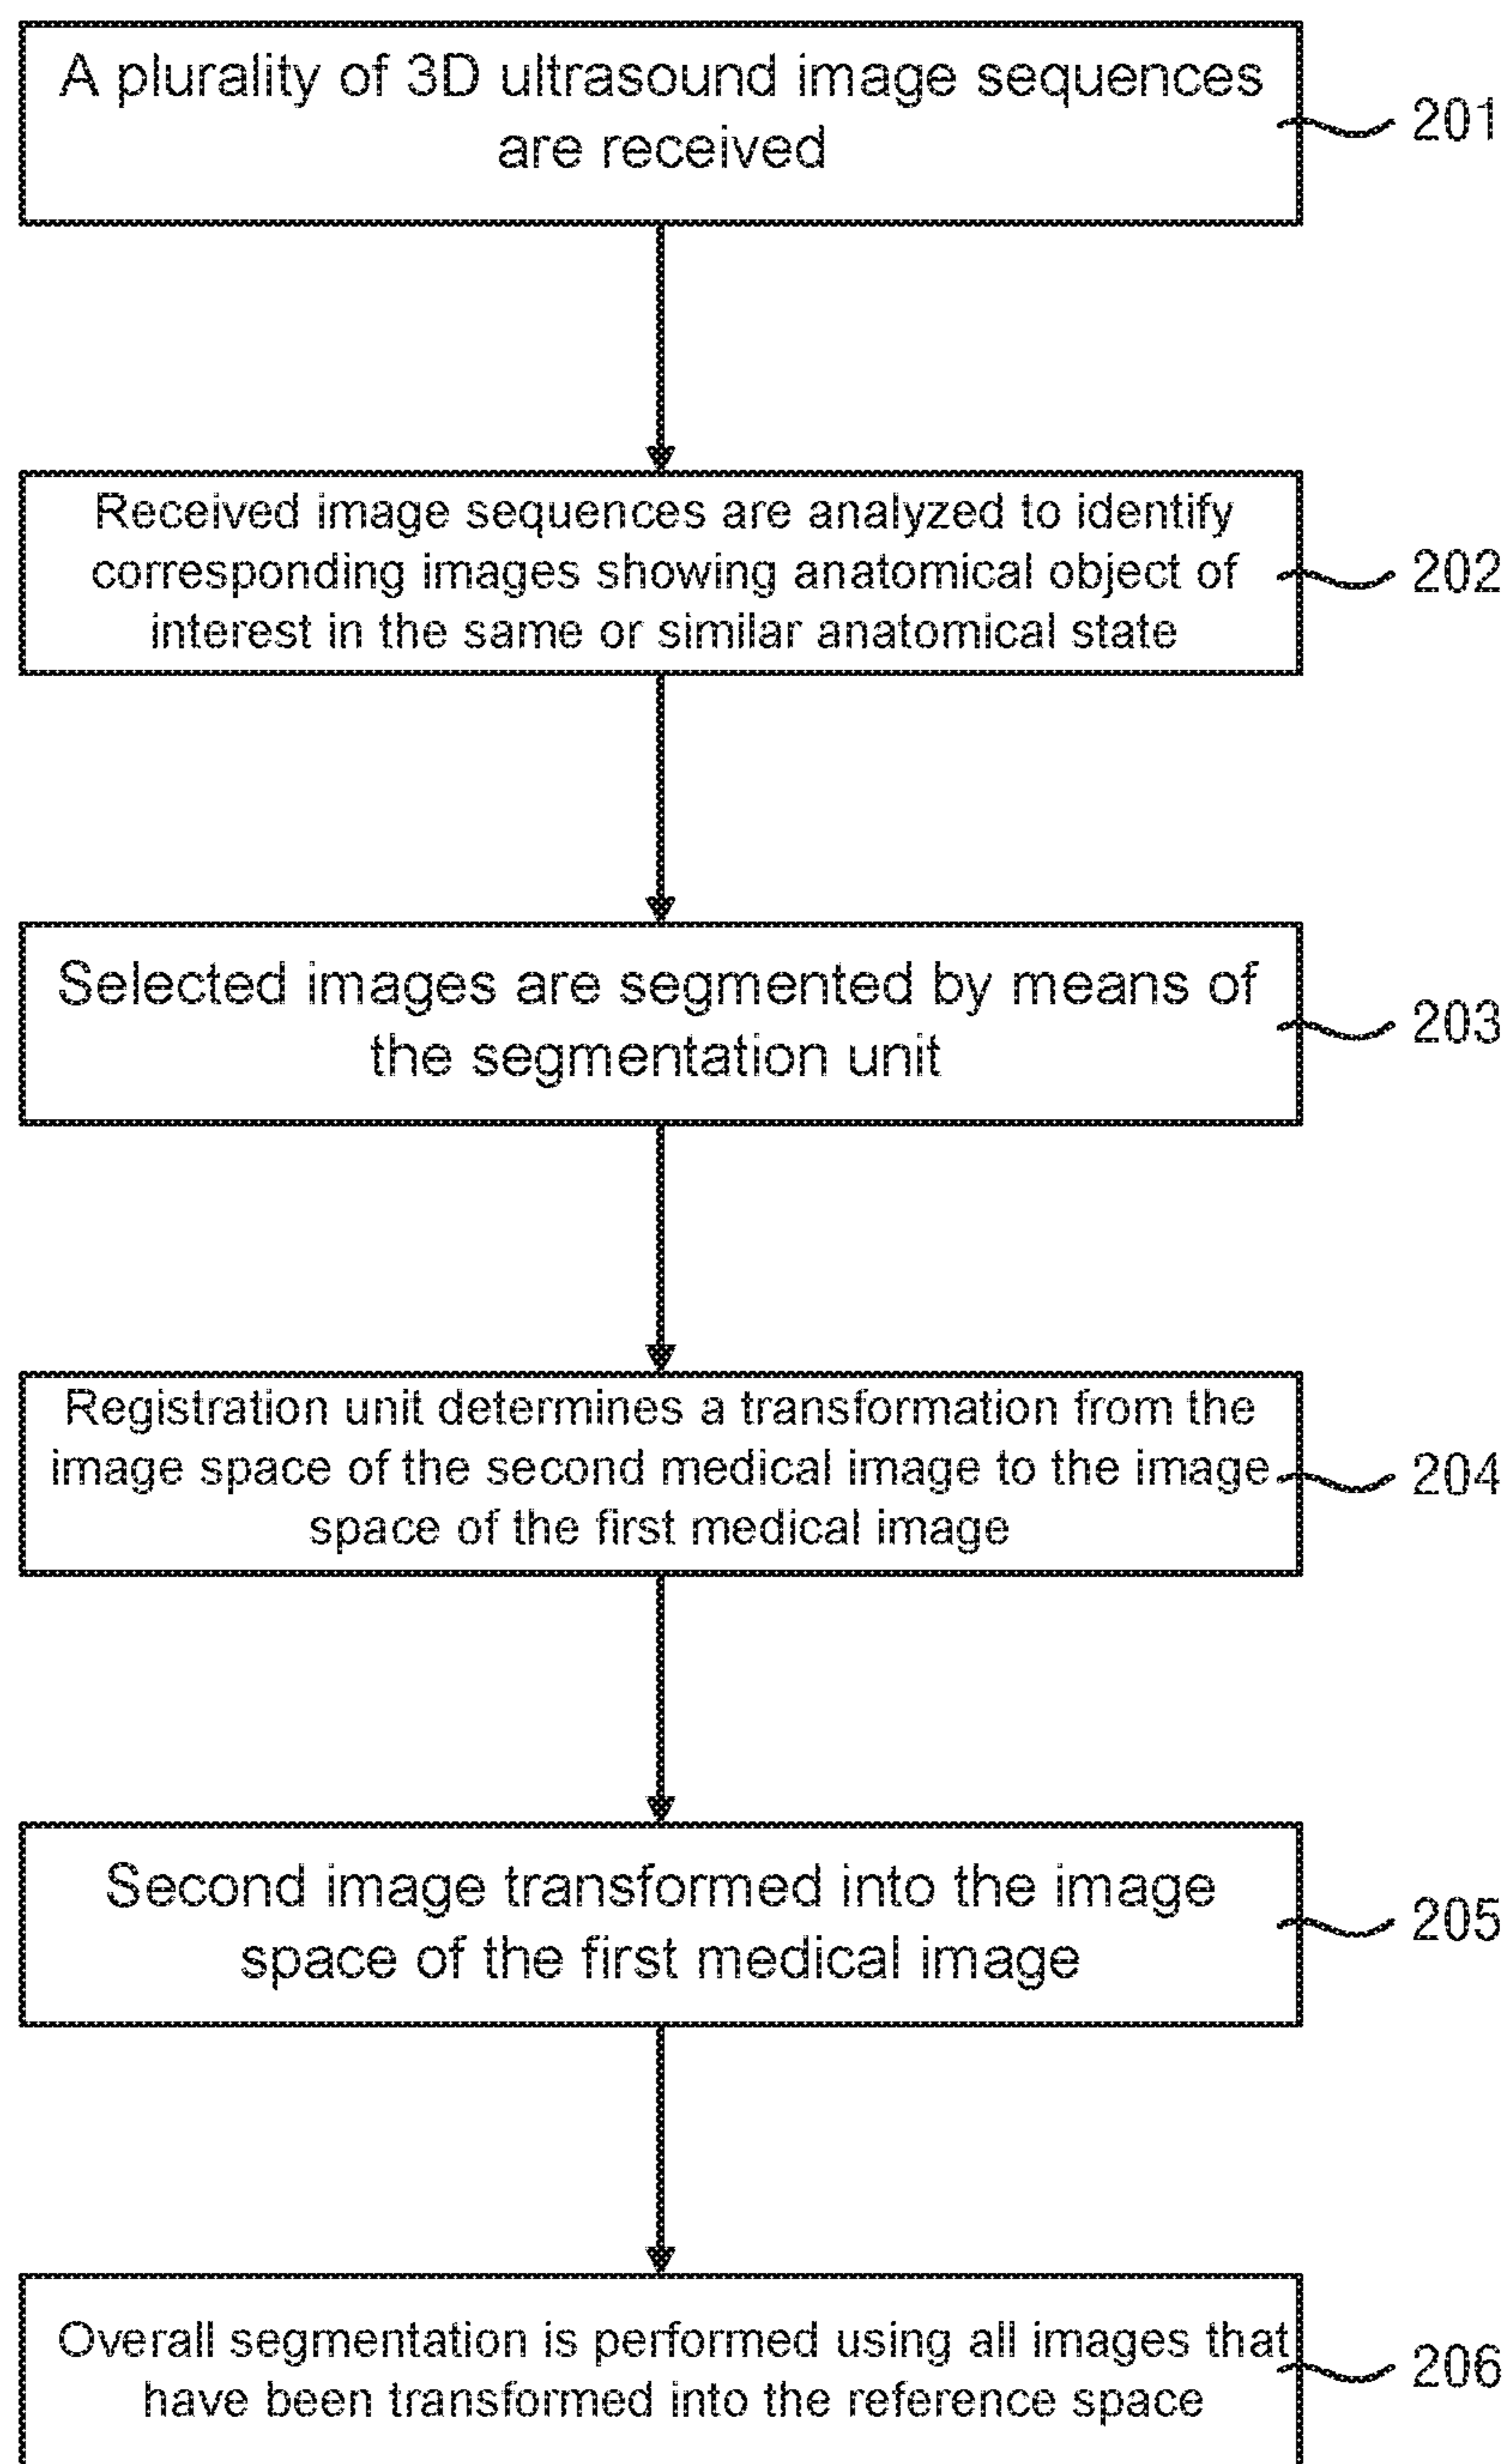 A plurality of 3D ultrasound image sequences
are received
201
Received image sequences are analyzed to identify
corresponding images showing anatomical object of
interest in the same or similar anatomical state
202
Selected images are segmented by means of
the segmentation unit
203
Registration unit determines a transformation from the
image space of the second medical image to the image
space of the first medical image
204
Second image transformed into the image
space of the first medical image
205
Overall segmentation is performed using all images that
have been transformed into the reference space
206